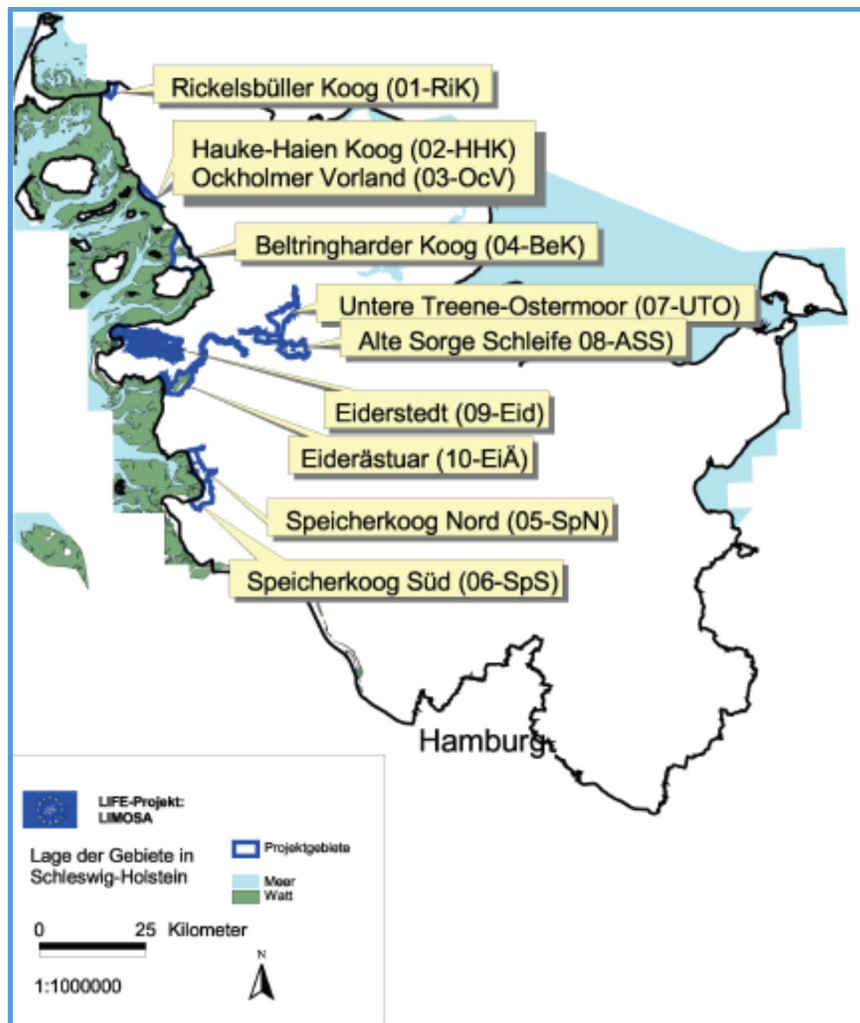 Rickelsbüller Koog (01-RiK)
Hauke-Haien Koog (02-HHK)
Ockholmer Vorland (03-OcV)
Beltringharder Koog (04-BeK)
Untere Treene-Ostermoor (07-UTO)
Alte Sorge Schleife 08-ASS)
Eiderstedt (09-Eid)
Eiderästuar (10-EiÄ)
Speicherkoog Nord (05-SpN)
Speicherkoog Süd (06-SpS)
Hamburg
LIFE-Projekt:
LIMOSA
Lage der Gebiete in
Schleswig-Holstein
Projektgebiete
Meer
Watt
0 25 Kilometer
N
1:1000000